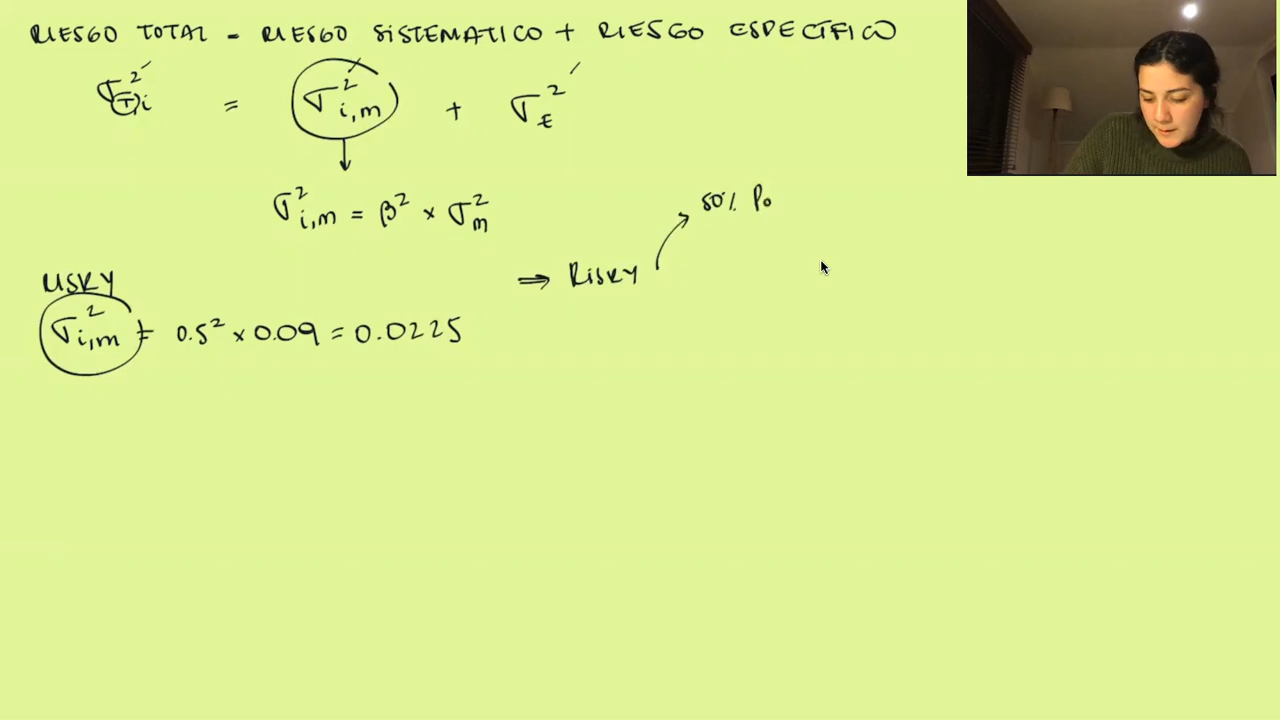 RIESGO TOTAL = RIESGO SISTEMATICO + RIESGO ESPECIFICO
σ²Ti = σ²i,m + σ²ε
σ²i,m = β² × σ²m
50% Po
USKY ⇒ RiSKY
σ²i,m = 0.5² × 0.09 = 0.0225